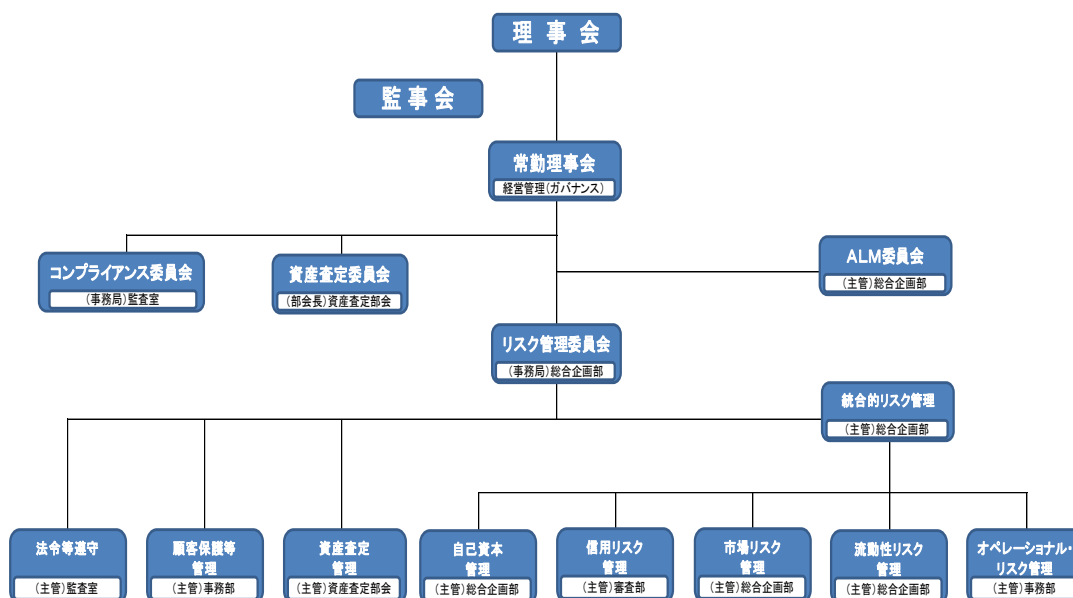 理 事 会
監 事 会
常勤理事会
経営管理(ガバナンス)
コンプライアンス委員会
(事務局)監査室
資産査定委員会
(部会長)資産査定部会
ALM委員会
(主管)総合企画部
リスク管理委員会
(事務局)総合企画部
統合的リスク管理
(主管)総合企画部
法令等遵守
(主管)監査室
顧客保護等
管理
(主管)事務部
資産査定
管理
(主管)資産査定部会
自己資本
管理
(主管)総合企画部
信用リスク
管理
(主管)審査部
市場リスク
管理
(主管)総合企画部
流動性リスク
管理
(主管)総合企画部
オペレーショナル・
リスク管理
(主管)事務部